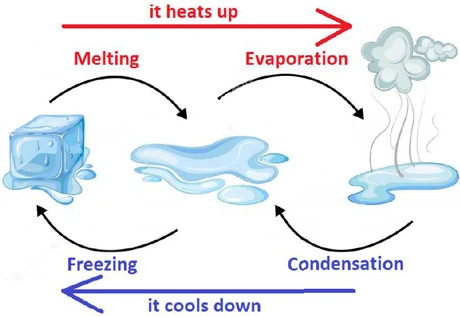 it heats up
Melting
Evaporation
Freezing
Condensation
it cools down